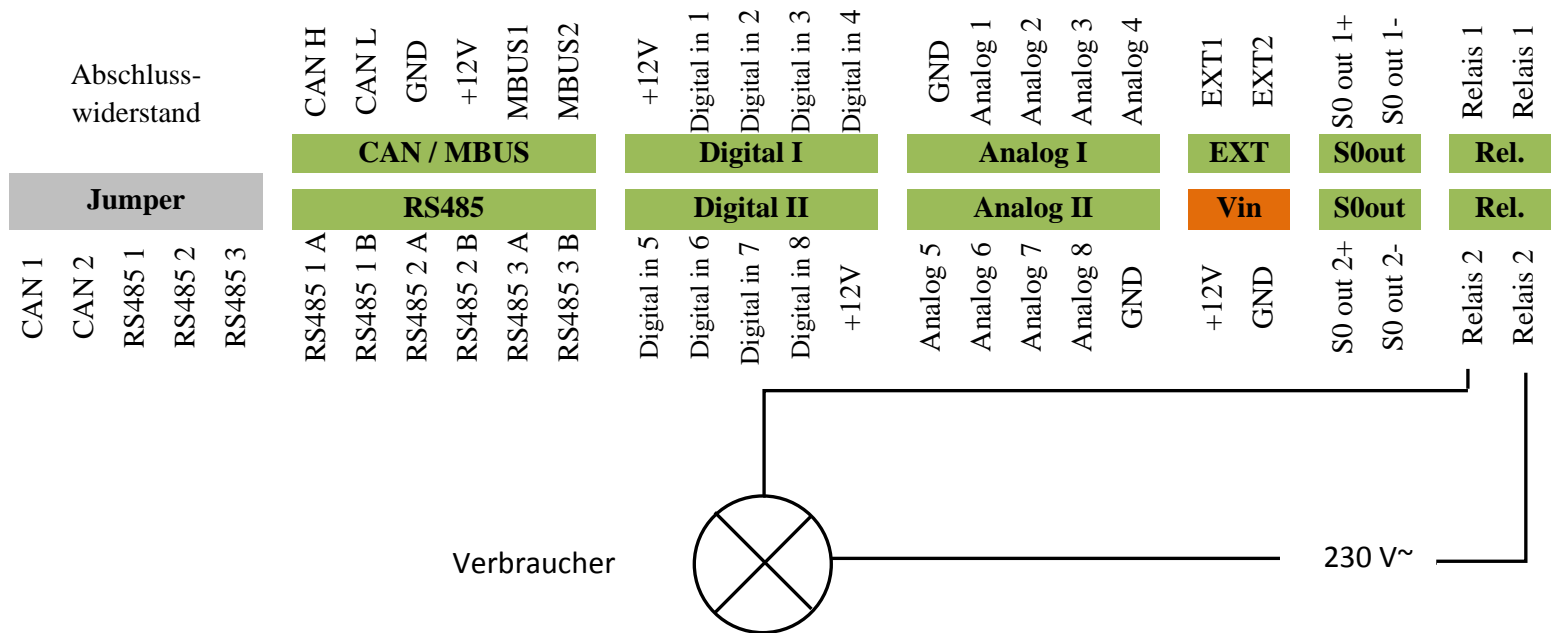 Abschluss-
widerstand
CAN H
CAN L
GND
+12V
MBUS1
MBUS2
+12V
Digital in 1
Digital in 2
Digital in 3
Digital in 4
GND
Analog 1
Analog 2
Analog 3
Analog 4
EXT1
EXT2
S0 out 1+
S0 out 1-
Relais 1
Relais 1
CAN / MBUS
Digital I
Analog I
EXT
S0out
Rel.
Jumper
RS485
Digital II
Analog II
Vin
S0out
Rel.
CAN 1
CAN 2
RS485 1
RS485 2
RS485 3
RS485 1 A
RS485 1 B
RS485 2 A
RS485 2 B
RS485 3 A
RS485 3 B
Digital in 5
Digital in 6
Digital in 7
Digital in 8
+12V
Analog 5
Analog 6
Analog 7
Analog 8
GND
+12V
GND
S0 out 2+
S0 out 2-
Relais 2
Relais 2
Verbraucher
230 V~